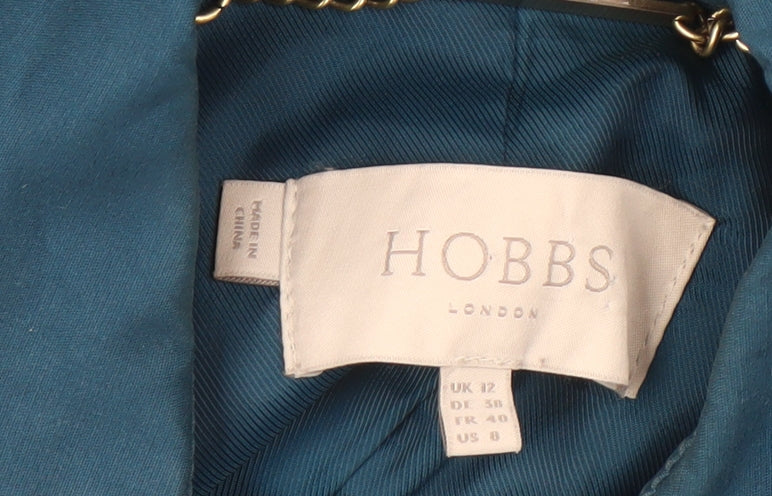 MADE IN
CHINA
HOBBS
LONDON
UK 12
DE 38
FR 40
US 8